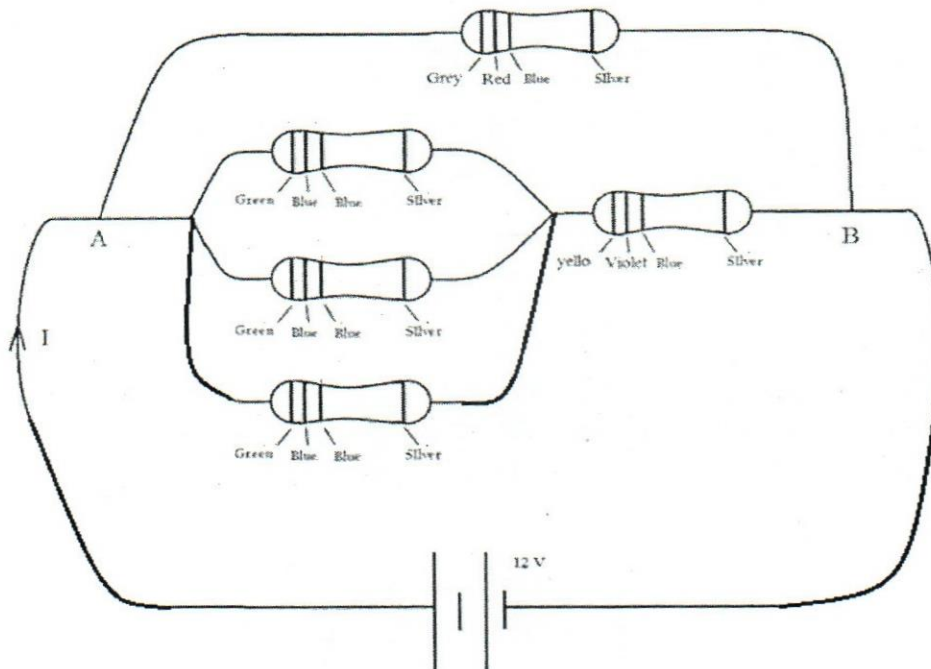 Grey Red Blue SIlver
Green Blue Blue SIlver
A
yello Violet Blue SIlver
B
Green Blue Blue SIlver
I
Green Blue Blue SIlver
12 V